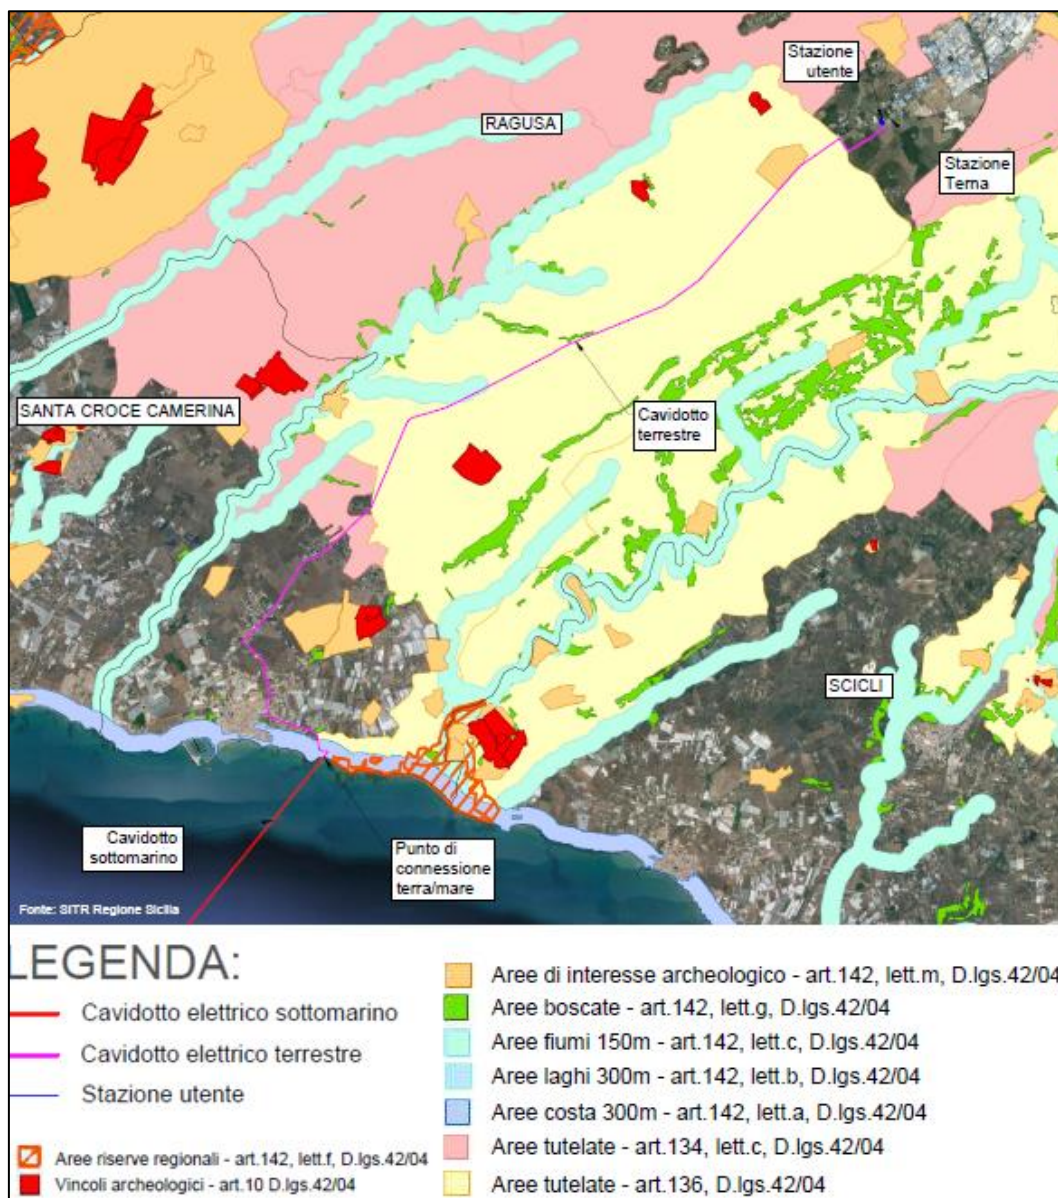 Stazione
utente
RAGUSA
Stazione
Terna
SANTA CROCE CAMERINA
Cavidotto
terrestre
SCICLI
Cavidotto
sottomarino
Punto di
connessione
terra/mare
Fonte: SITR Regione Sicilia
LEGENDA:
Cavidotto elettrico sottomarino
Cavidotto elettrico terrestre
Stazione utente
Aree riserve regionali - art.142, lett.f, D.lgs.42/04
Vincoli archeologici - art.10 D.lgs.42/04
Aree di interesse archeologico - art.142, lett.m, D.lgs.42/04
Aree boscate - art.142, lett.g, D.lgs.42/04
Aree fiumi 150m - art.142, lett.c, D.lgs.42/04
Aree laghi 300m - art.142, lett.b, D.lgs.42/04
Aree costa 300m - art.142, lett.a, D.lgs.42/04
Aree tutelate - art.134, lett.c, D.lgs.42/04
Aree tutelate - art.136, D.lgs.42/04